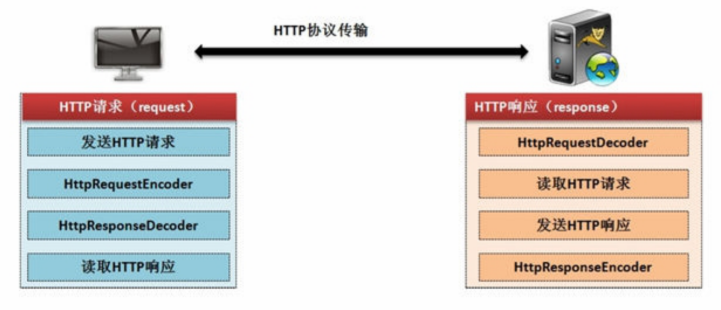 HTTP协议传输
HTTP请求（request）
发送HTTP请求
HttpRequestEncoder
HttpResponseDecoder
读取HTTP响应
HTTP响应（response）
HttpRequestDecoder
读取HTTP请求
发送HTTP响应
HttpResponseEncoder